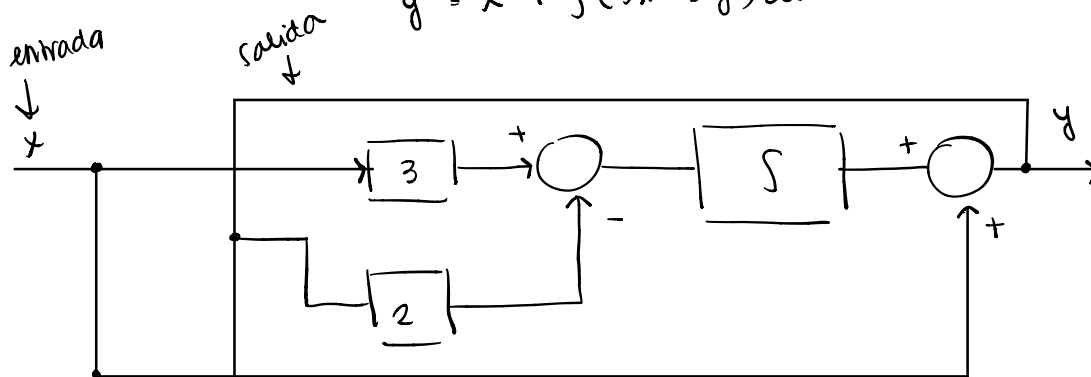 entrada
salida
x
3
+
-
2
∫
+
+
y